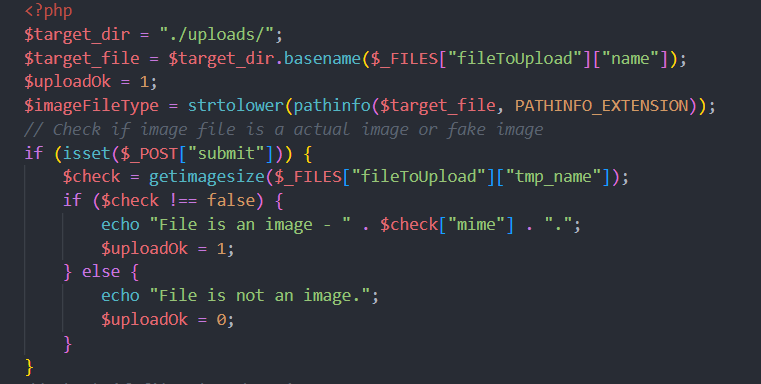 <?php
$target_dir = "./uploads/";
$target_file = $target_dir.basename($_FILES["fileToUpload"]["name"]);
$uploadOk = 1;
$imageFileType = strtolower(pathinfo($target_file, PATHINFO_EXTENSION));
// Check if image file is a actual image or fake image
if (isset($_POST["submit"])) {
    $check = getimagesize($_FILES["fileToUpload"]["tmp_name"]);
    if ($check !== false) {
        echo "File is an image - " . $check["mime"] . ".";
        $uploadOk = 1;
    } else {
        echo "File is not an image.";
        $uploadOk = 0;
    }
}